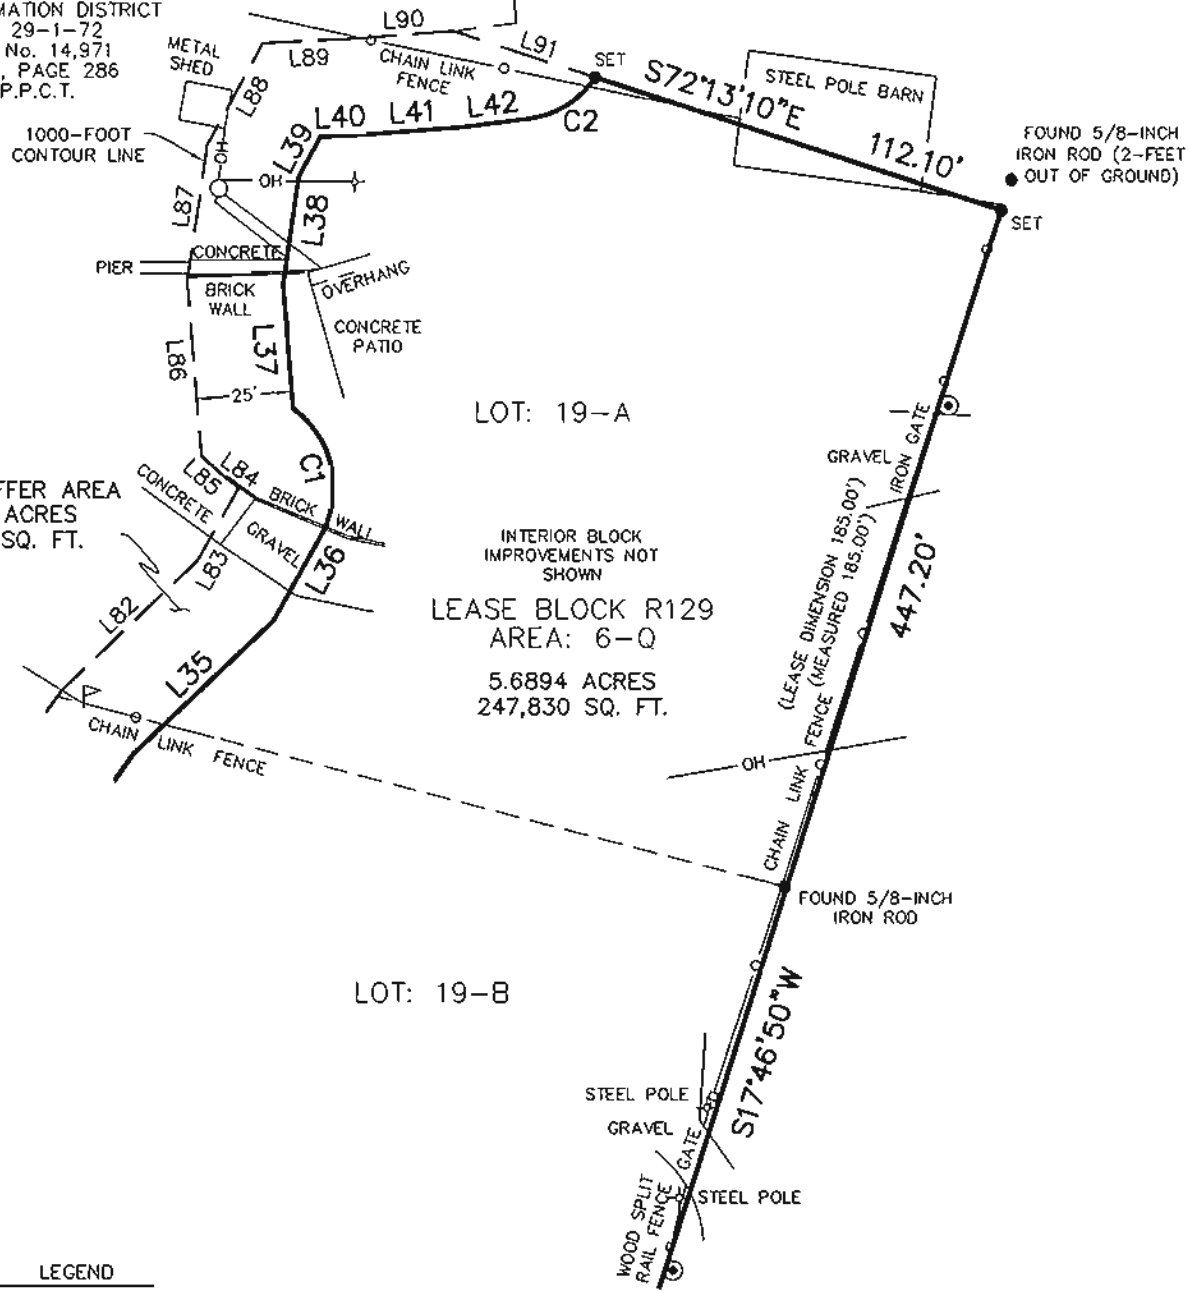 MATION DISTRICT
29-1-72
No. 14,971
, PAGE 286
P.P.C.T.
METAL
SHED
1000-FOOT
CONTOUR LINE
L88
L89
L90
L91
CHAIN LINK
FENCE
SET
S72°13'10"E
112.10'
STEEL POLE BARN
FOUND 5/8-INCH
IRON ROD (2-FEET
OUT OF GROUND)
SET
L40
L41
L42
C2
L39
OH
OH
L38
L87
PIER
CONCRETE
BRICK
WALL
OVERHANG
CONCRETE
PATIO
L37
L86
25'
LOT: 19-A
C1
L84
L85
BRICK WALL
CONCRETE
GRAVEL
L83
L36
FFER AREA
ACRES
SQ. FT.
L82
L35
INTERIOR BLOCK
IMPROVEMENTS NOT
SHOWN
LEASE BLOCK R129
AREA: 6-Q
5.6894 ACRES
247,830 SQ. FT.
GRAVEL
IRON GATE
(LEASE DIMENSION 185.00')
(MEASURED 185.00')
447.20'
CHAIN LINK FENCE
OH
CHAIN LINK FENCE
FOUND 5/8-INCH
IRON ROD
LOT: 19-B
S17°46'50"W
STEEL POLE
GRAVEL
GATE
STEEL POLE
WOOD SPLIT
RAIL FENCE
LEGEND